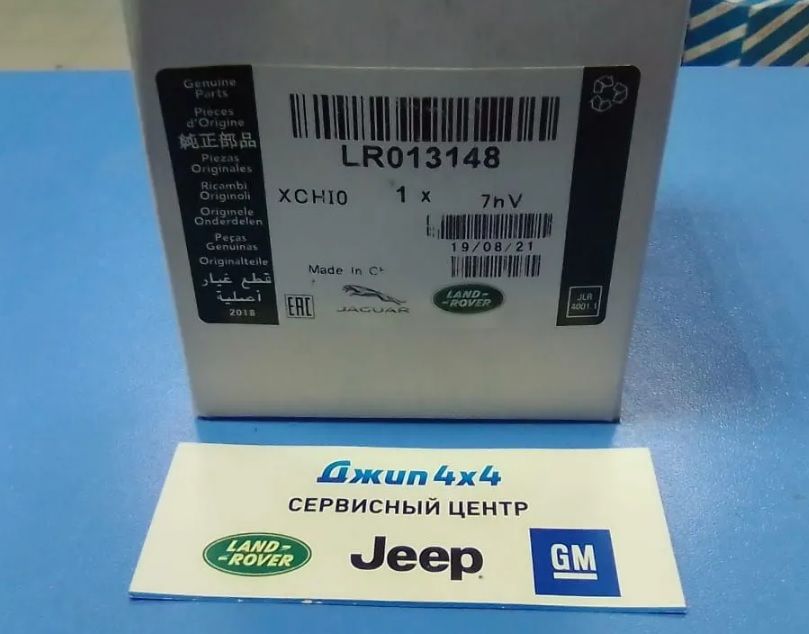 Genuine
Parts
Pièces
d'Origine
純正部品
Piezas
Originales
Ricambi
Originali
Originele
Onderdelen
Peças
Genuínas
Originalteile
قطع غيار
أصلية
2018
LR013148
XCHI0 1 x 7hV
19/08/21
Made In
EAC
JAGUAR
LAND-
-ROVER
JLR
4001.1
Джип 4x4
СЕРВИСНЫЙ ЦЕНТР
LAND-
-ROVER
Jeep
GM